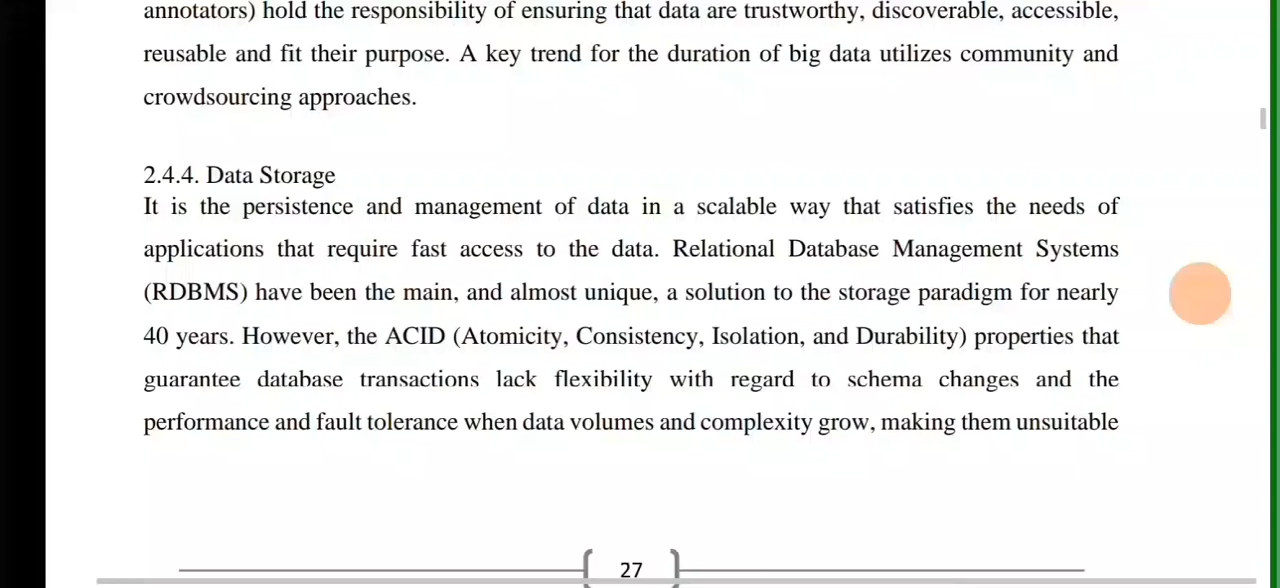 annotators) hold the responsibility of ensuring that data are trustworthy, discoverable, accessible,
reusable and fit their purpose. A key trend for the duration of big data utilizes community and
crowdsourcing approaches.
2.4.4. Data Storage
It is the persistence and management of data in a scalable way that satisfies the needs of
applications that require fast access to the data. Relational Database Management Systems
(RDBMS) have been the main, and almost unique, a solution to the storage paradigm for nearly
40 years. However, the ACID (Atomicity, Consistency, Isolation, and Durability) properties that
guarantee database transactions lack flexibility with regard to schema changes and the
performance and fault tolerance when data volumes and complexity grow, making them unsuitable
27